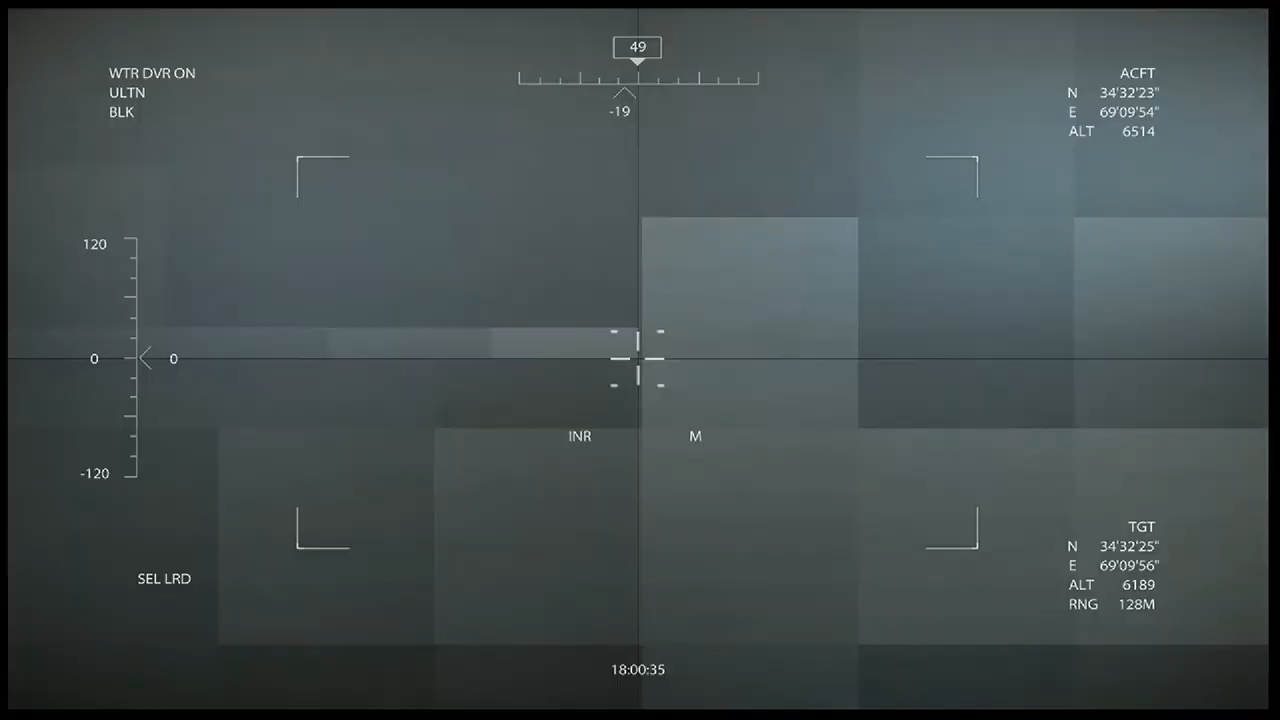 49
WTR DVR ON
ULTN
BLK
-19
ACFT
N 34'32'23"
E 69'09'54"
ALT 6514
120
0 0
-120
INR M
SEL LRD
TGT
N 34'32'25"
E 69'09'56"
ALT 6189
RNG 128M
18:00:35